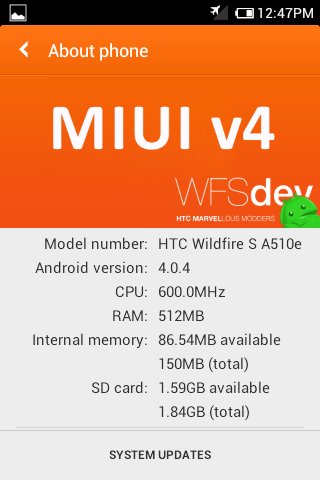 12:47PM
About phone
MIUI v4
WFSdev
HTC MARVELLOUS MODDERS
Model number: HTC Wildfire S A510e
Android version: 4.0.4
CPU: 600.0MHz
RAM: 512MB
Internal memory: 86.54MB available
150MB (total)
SD card: 1.59GB available
1.84GB (total)
SYSTEM UPDATES